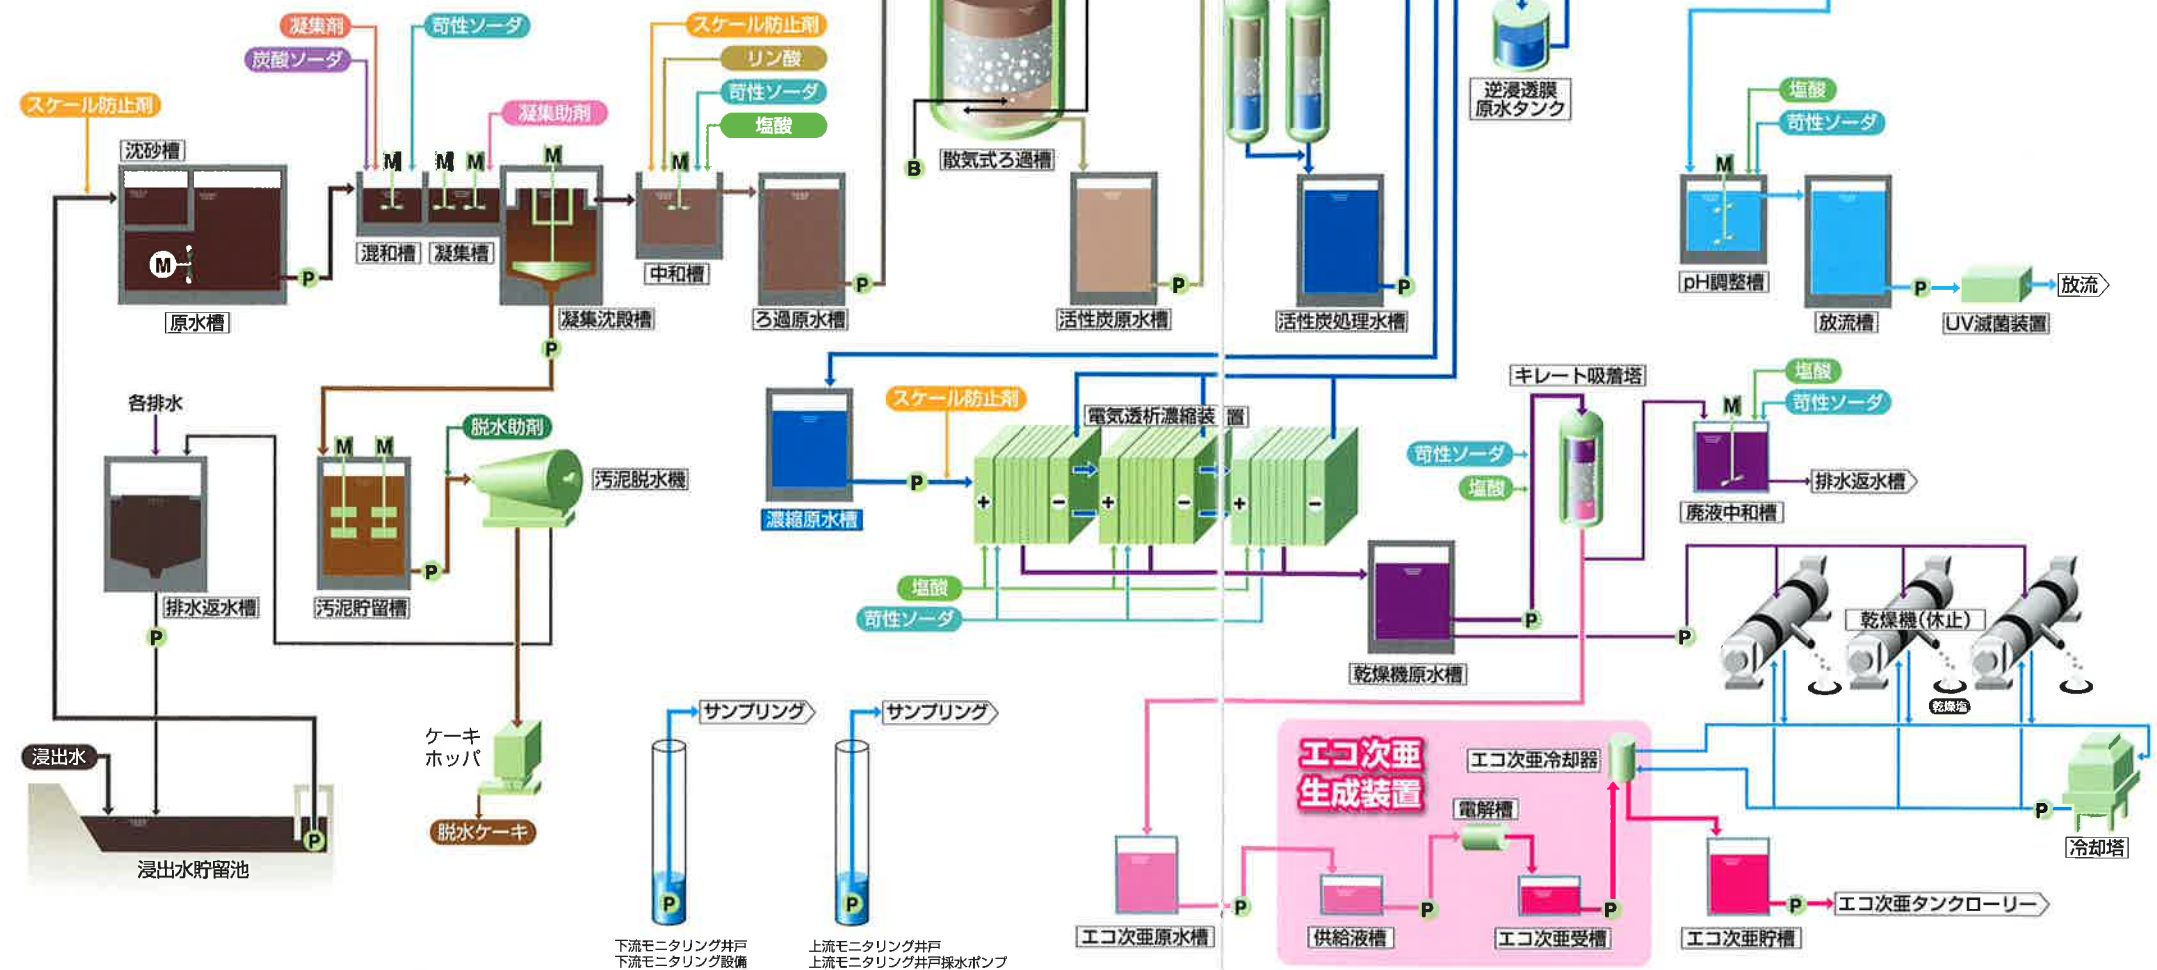 凝集剤
苛性ソーダ
炭酸ソーダ
スケール防止剤
凝集助剤
スケール防止剤
リン酸
苛性ソーダ
塩酸
沈砂槽
M
M
M
M
M
M
P
原水槽
混和槽
凝集槽
凝集沈殿槽
中和槽
ろ過原水槽
P
B
散気式ろ過槽
活性炭原水槽
P
活性炭処理水槽
P
逆浸透膜
原水タンク
塩酸
苛性ソーダ
M
pH調整槽
放流槽
P
UV滅菌装置
放流
P
各排水
排水返水槽
P
M
M
汚泥貯留槽
P
脱水助剤
汚泥脱水機
ケーキ
ホッパ
脱水ケーキ
浸出水
P
浸出水貯留池
濃縮原水槽
P
スケール防止剤
電気透析濃縮装置
+
−
+
−
+
−
塩酸
苛性ソーダ
乾燥機原水槽
P
P
キレート吸着塔
苛性ソーダ
塩酸
塩酸
苛性ソーダ
M
廃液中和槽
排水返水槽
乾燥機(休止)
乾燥塩
P
冷却塔
サンプリング
サンプリング
P
P
下流モニタリング井戸
下流モニタリング設備
上流モニタリング井戸
上流モニタリング井戸採水ポンプ
エコ次亜
生成装置
エコ次亜冷却器
電解槽
エコ次亜原水槽
P
供給液槽
P
エコ次亜受槽
P
エコ次亜貯槽
P
エコ次亜タンクローリー